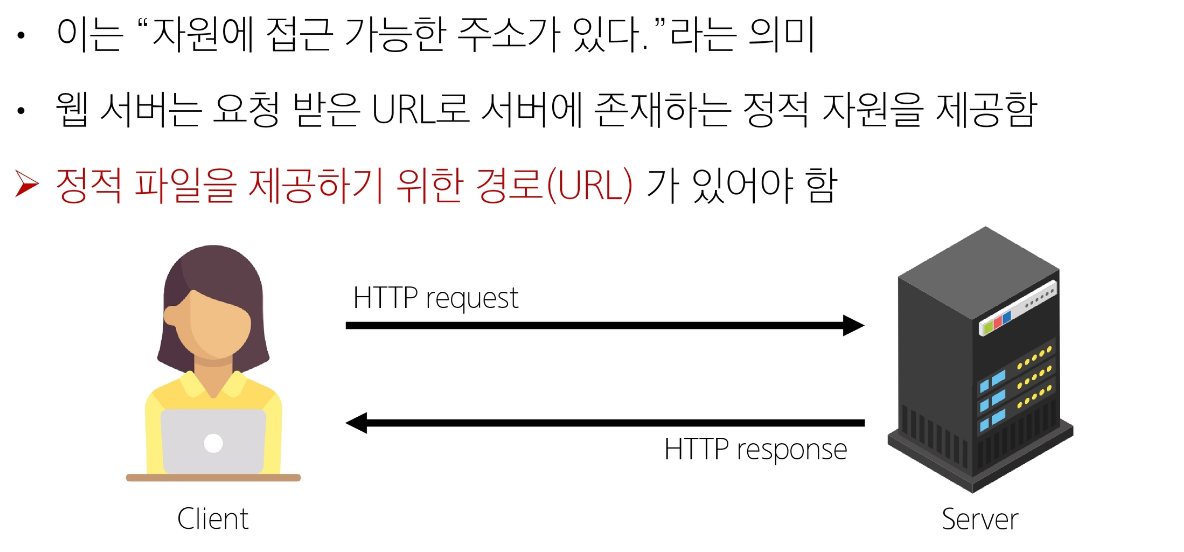 • 이는 “자원에 접근 가능한 주소가 있다.”라는 의미
• 웹 서버는 요청 받은 URL로 서버에 존재하는 정적 자원을 제공함
➢ 정적 파일을 제공하기 위한 경로(URL) 가 있어야 함
HTTP request
HTTP response
Client
Server